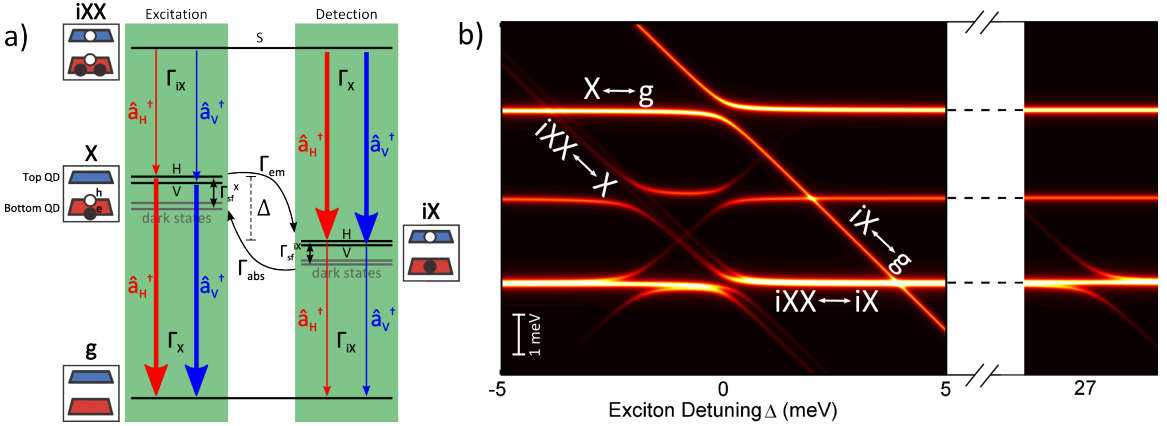 a)
iXX
Excitation
Detection
S
Γ_iX
Γ_X
â_H†
â_V†
â_H†
â_V†
X
Top QD
Bottom QD
h
e
H
V
dark states
Γ_sf^X
Γ_em
Δ
Γ_abs
iX
H
V
Γ_sf^iX
dark states
â_H†
â_V†
â_H†
â_V†
Γ_X
Γ_iX
g
b)
X⟷g
iXX⟷X
iX⟷g
iXX⟷iX
1 meV
-5
0
5
27
Exciton Detuning Δ (meV)